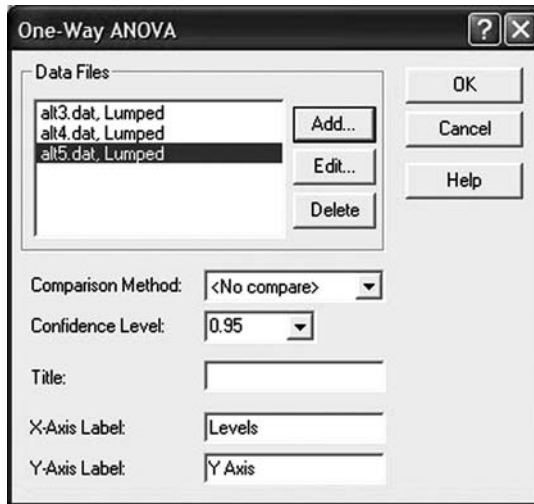 One-Way ANOVA
Data Files
alt3.dat, Lumped
alt4.dat, Lumped
alt5.dat, Lumped
Add...
Edit...
Delete
OK
Cancel
Help
Comparison Method: <No compare>
Confidence Level: 0.95
Title:
X-Axis Label: Levels
Y-Axis Label: Y Axis